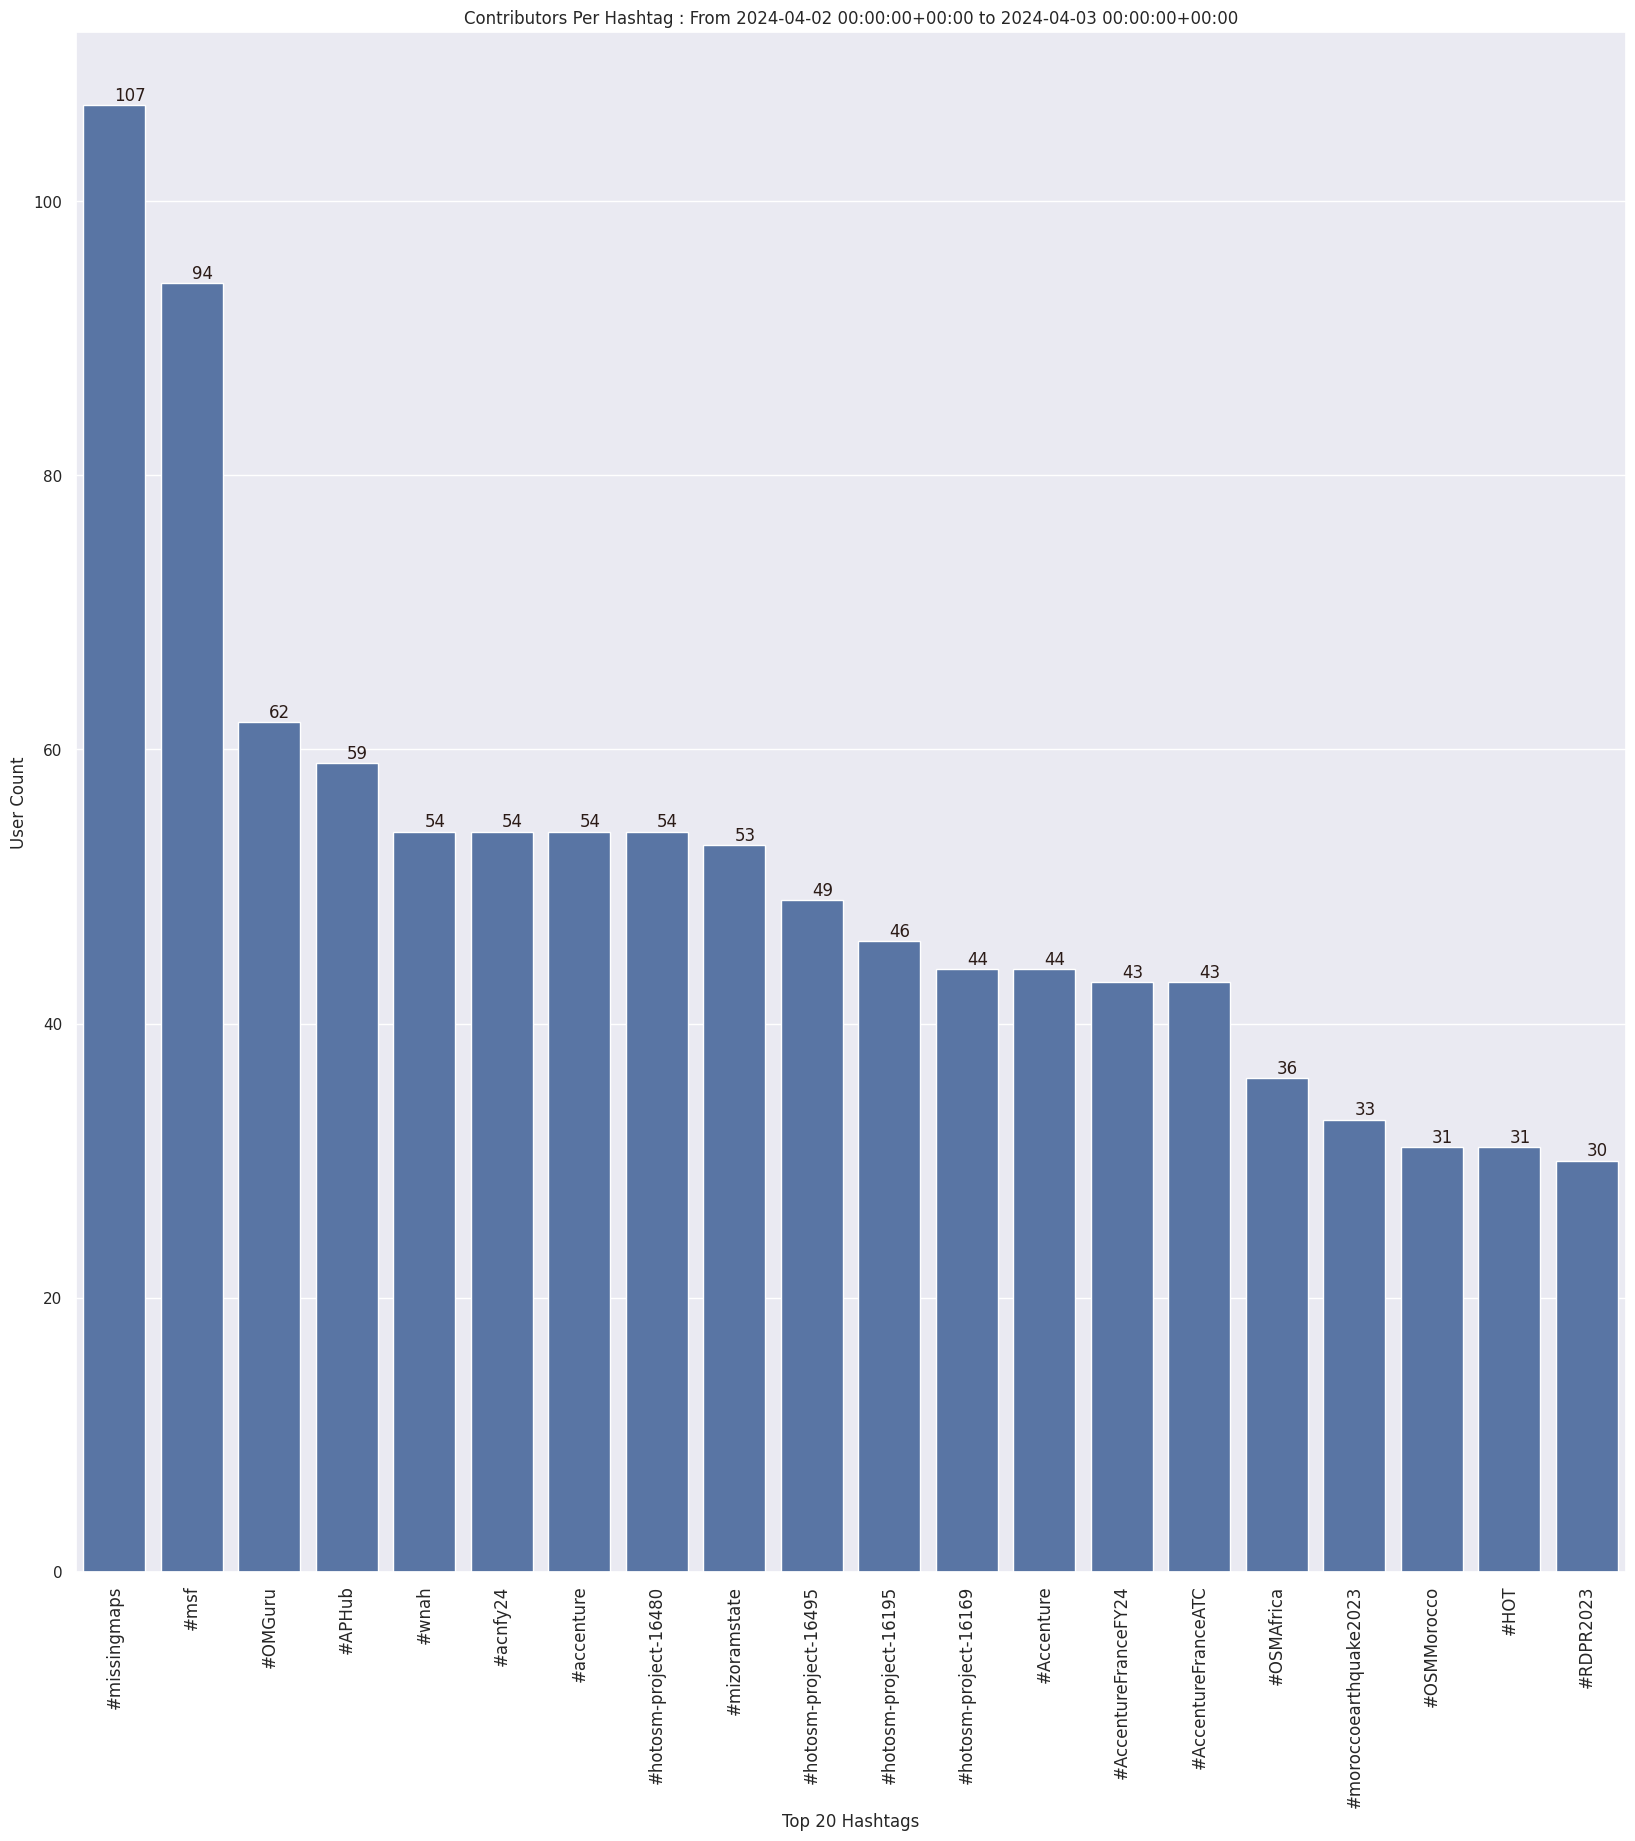 Contributors Per Hashtag : From 2024-04-02 00:00:00+00:00 to 2024-04-03 00:00:00+00:00
107
94
62
59
54
54
54
54
53
49
46
44
44
43
43
36
33
31
31
30
100
80
60
40
20
0
User Count
#missingmaps
#msf
#OMGuru
#APHub
#wnah
#acnfy24
#accenture
#hotosm-project-16480
#mizoramstate
#hotosm-project-16495
#hotosm-project-16195
#hotosm-project-16169
#Accenture
#AccentureFranceFY24
#AccentureFranceATC
#OSMAfrica
#moroccoearthquake2023
#OSMMorocco
#HOT
#RDPR2023
Top 20 Hashtags